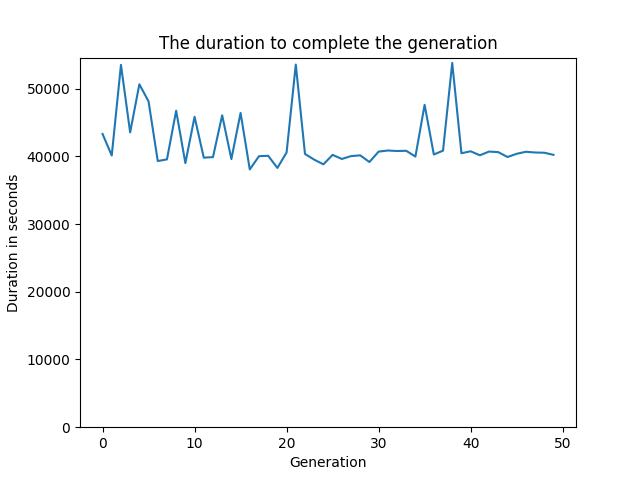 The duration to complete the generation
50000
40000
30000
20000
10000
0
Duration in seconds
0 10 20 30 40 50
Generation